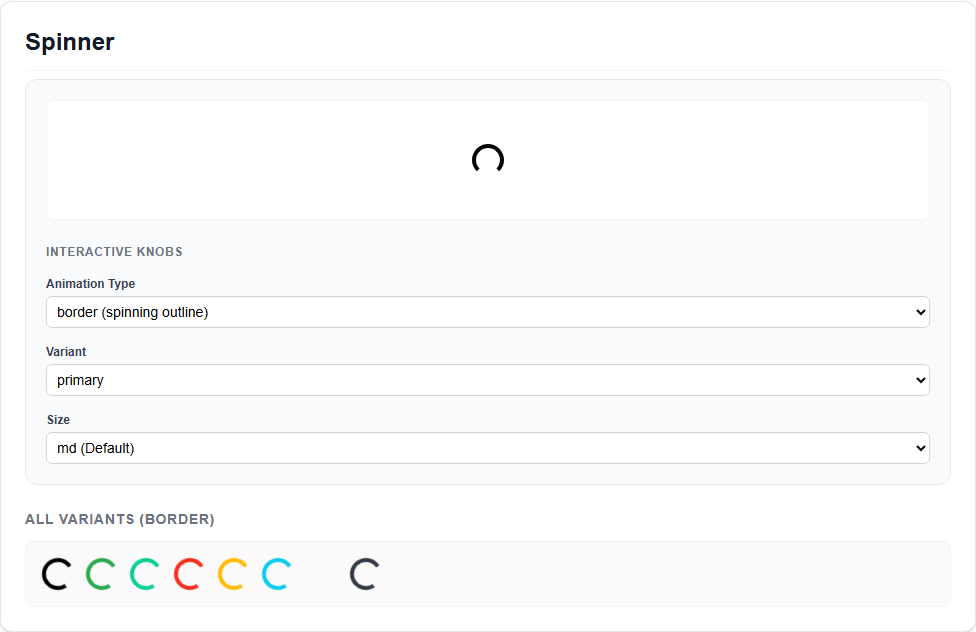 Spinner
INTERACTIVE KNOBS
Animation Type
border (spinning outline)
Variant
primary
Size
md (Default)
ALL VARIANTS (BORDER)